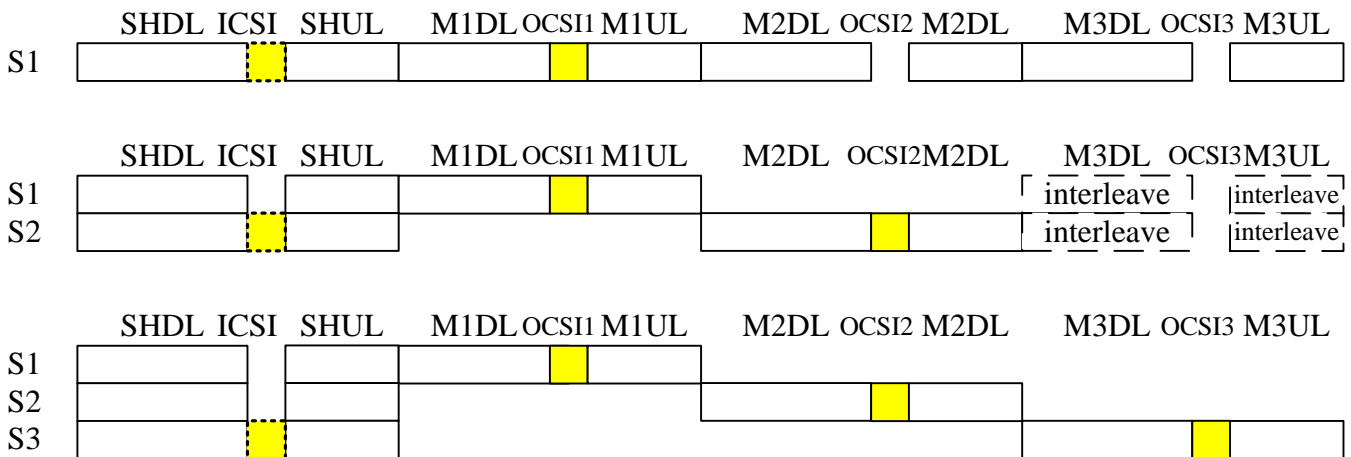 SHDL ICSI SHUL M1DL OCSI1 M1UL M2DL OCSI2 M2DL M3DL OCSI3 M3UL
S1
SHDL ICSI SHUL M1DL OCSI1 M1UL M2DL OCSI2 M2DL M3DL OCSI3 M3UL
S1 interleave interleave
S2 interleave interleave
SHDL ICSI SHUL M1DL OCSI1 M1UL M2DL OCSI2 M2DL M3DL OCSI3 M3UL
S1
S2
S3